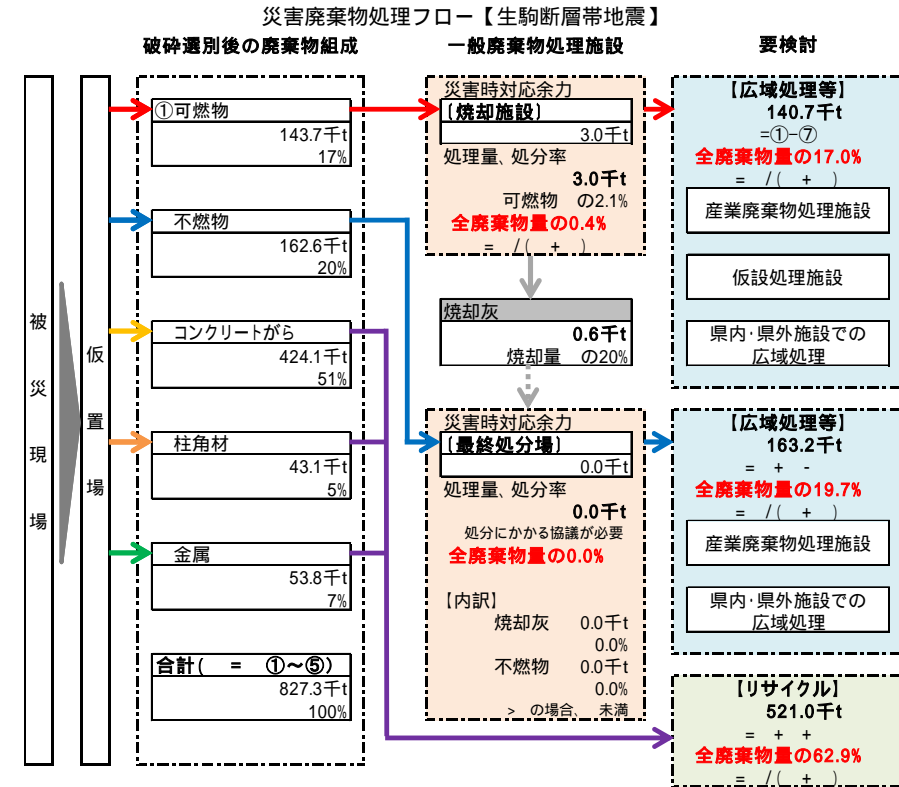 災害廃棄物処理フロー【生駒断層帯地震】
破砕選別後の廃棄物組成
一般廃棄物処理施設
要検討
被災現場
仮置場
①可燃物
143.7千t
17%
不燃物
162.6千t
20%
コンクリートがら
424.1千t
51%
柱角材
43.1千t
5%
金属
53.8千t
7%
合計( = ①～⑤)
827.3千t
100%
災害時対応余力
〔焼却施設〕
3.0千t
処理量、処分率
3.0千t
可燃物 の2.1%
全廃棄物量の0.4%
= /( + )
焼却灰
0.6千t
焼却量 の20%
災害時対応余力
〔最終処分場〕
0.0千t
処理量、処分率
0.0千t
処分にかかる協議が必要
全廃棄物量の0.0%
【内訳】
焼却灰 0.0千t
0.0%
不燃物 0.0千t
0.0%
> の場合、 未満
【広域処理等】
140.7千t
=①-⑦
全廃棄物量の17.0%
= /( + )
産業廃棄物処理施設
仮設処理施設
県内・県外施設での
広域処理
【広域処理等】
163.2千t
= + -
全廃棄物量の19.7%
= /( + )
産業廃棄物処理施設
県内・県外施設での
広域処理
【リサイクル】
521.0千t
= + +
全廃棄物量の62.9%
= /( + )